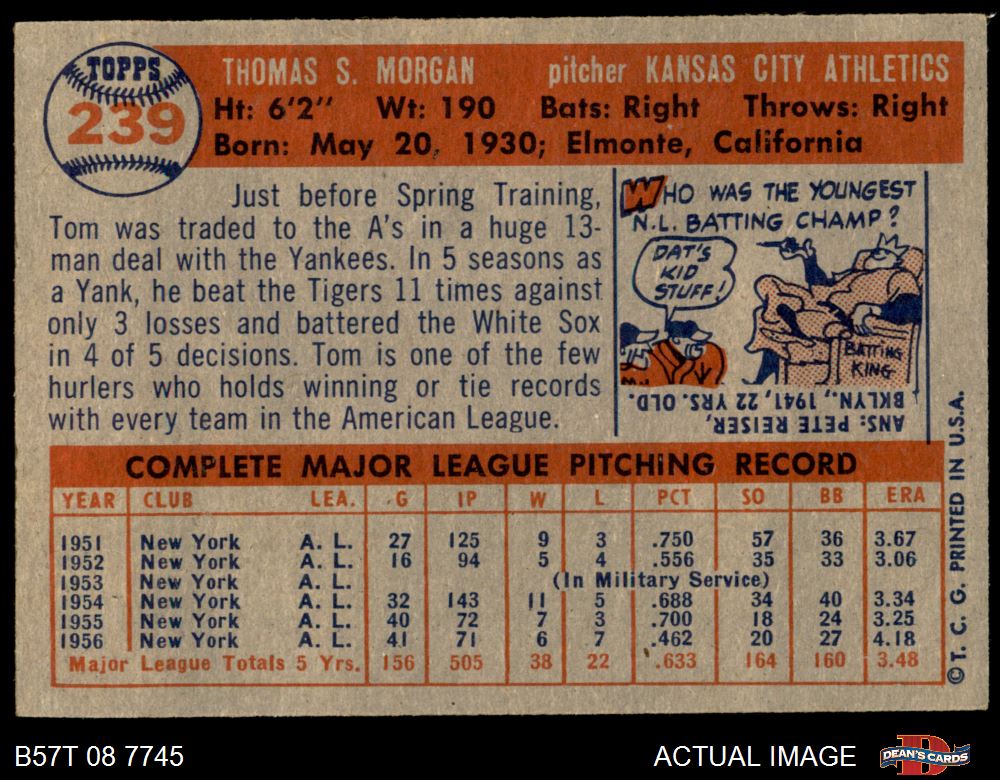 TOPPS
239
THOMAS S. MORGAN pitcher KANSAS CITY ATHLETICS
Ht: 6'2" Wt: 190 Bats: Right Throws: Right
Born: May 20, 1930; Elmonte, California
Just before Spring Training,
Tom was traded to the A's in a huge 13-
man deal with the Yankees. In 5 seasons as
a Yank, he beat the Tigers 11 times against
only 3 losses and battered the White Sox
in 4 of 5 decisions. Tom is one of the few
hurlers who holds winning or tie records
with every team in the American League.
WHO WAS THE YOUNGEST
N.L. BATTING CHAMP?
DAT'S
KID
STUFF!
BATTING
KING
ANS: PETE REISER,
BKLYN., 1941, 22 YRS. OLD.
COMPLETE MAJOR LEAGUE PITCHING RECORD
YEAR CLUB LEA. G IP W L PCT SO BB ERA
1951 New York A. L. 27 125 9 3 .750 57 36 3.67
1952 New York A. L. 16 94 5 4 .556 35 33 3.06
1953 New York A. L. (In Military Service)
1954 New York A. L. 32 143 11 5 .688 34 40 3.34
1955 New York A. L. 40 72 7 3 .700 18 24 3.25
1956 New York A. L. 41 71 6 7 .462 20 27 4.18
Major League Totals 5 Yrs. 156 505 38 22 .633 164 160 3.48
© T. C. G. PRINTED IN U.S.A.
B57T 08 7745 ACTUAL IMAGE
DEAN'S CARDS